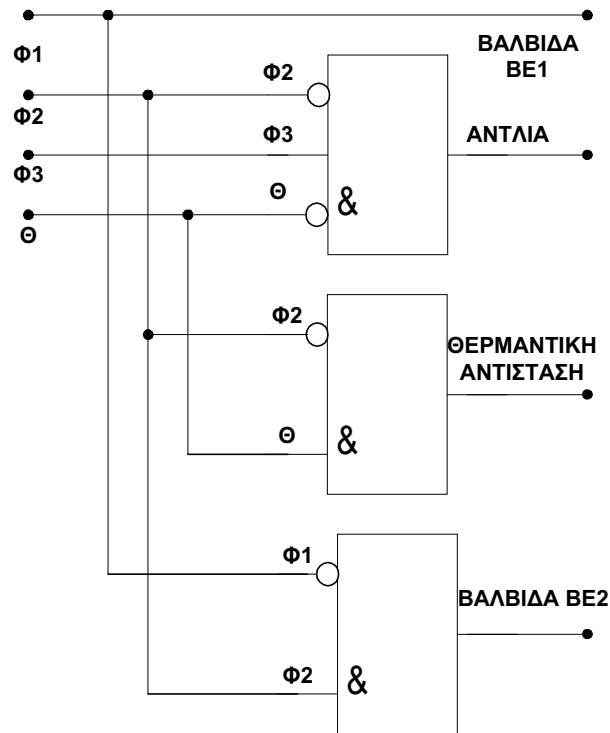 Φ1
ΒΑΛΒΙΔΑ
ΒΕ1
Φ2
Φ2
Φ3
ΑΝΤΛΙΑ
Φ3
Θ
&
Θ
Φ2
ΘΕΡΜΑΝΤΙΚΗ
ΑΝΤΙΣΤΑΣΗ
Θ
&
Φ1
ΒΑΛΒΙΔΑ ΒΕ2
Φ2
&